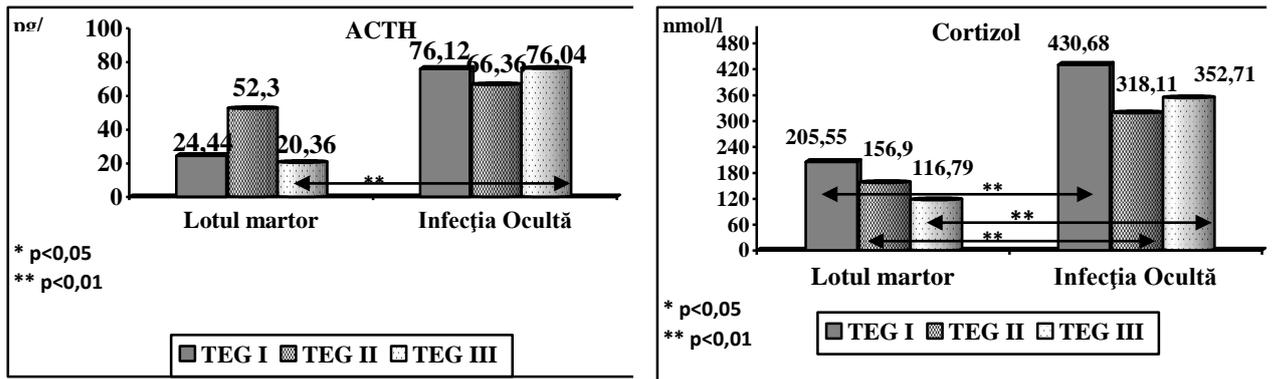 pg/
ACTH
100
80
60
40
20
0
24,44
52,3
20,36
76,12
66,36
76,04
**
Lotul martor
Infecția Ocultă
* p<0,05
** p<0,01
TEG I
TEG II
TEG III
nmol/l
Cortizol
480
420
360
300
240
180
120
60
0
205,55
156,9
116,79
430,68
318,11
352,71
**
**
**
Lotul martor
Infecția Ocultă
* p<0,05
** p<0,01
TEG I
TEG II
TEG III